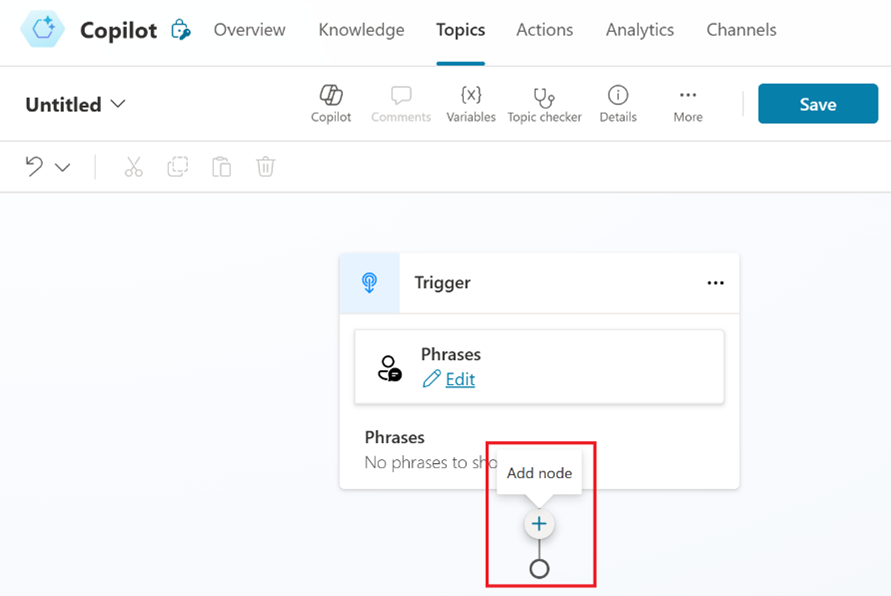 Copilot Overview Knowledge Topics Actions Analytics Channels
Untitled Copilot Comments {x} Variables Topic checker Details More Save
Trigger
Phrases
Edit
Phrases
No phrases to sho
Add node